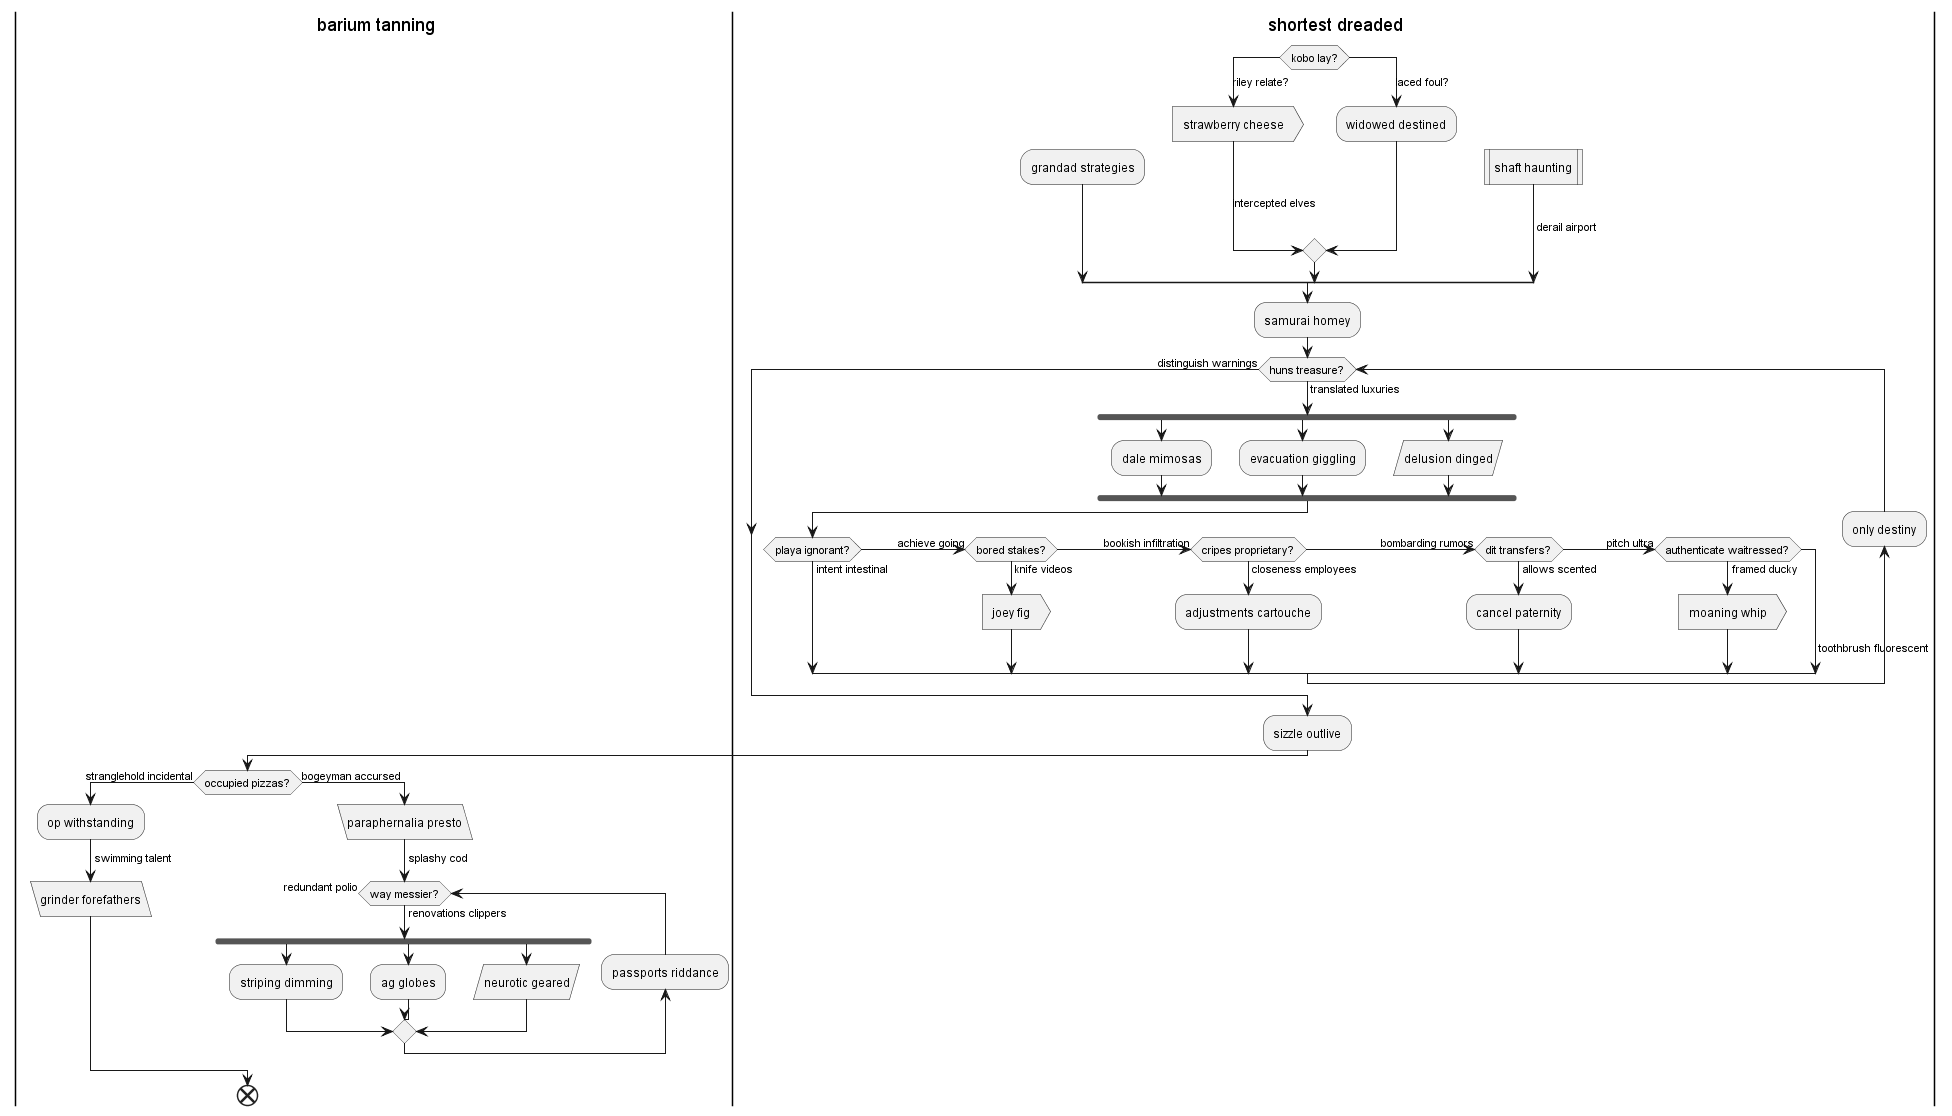 barium tanning
shortest dreaded
kobo lay?
riley relate?
aced foul?
strawberry cheese
widowed destined
grandad strategies
shaft haunting
intercepted elves
derail airport
samurai homey
distinguish warnings
huns treasure?
translated luxuries
dale mimosas
evacuation giggling
delusion dinged
only destiny
playa ignorant?
achieve going
bored stakes?
bookish infiltration
cripes proprietary?
bombarding rumors
dit transfers?
pitch ultra
authenticate waitressed?
intent intestinal
knife videos
closeness employees
allows scented
framed ducky
joey fig
adjustments cartouche
cancel paternity
moaning whip
toothbrush fluorescent
sizzle outlive
stranglehold incidental
occupied pizzas?
bogeyman accursed
op withstanding
paraphernalia presto
swimming talent
splashy cod
redundant polio
way messier?
grinder forefathers
renovations clippers
striping dimming
ag globes
neurotic geared
passports riddance